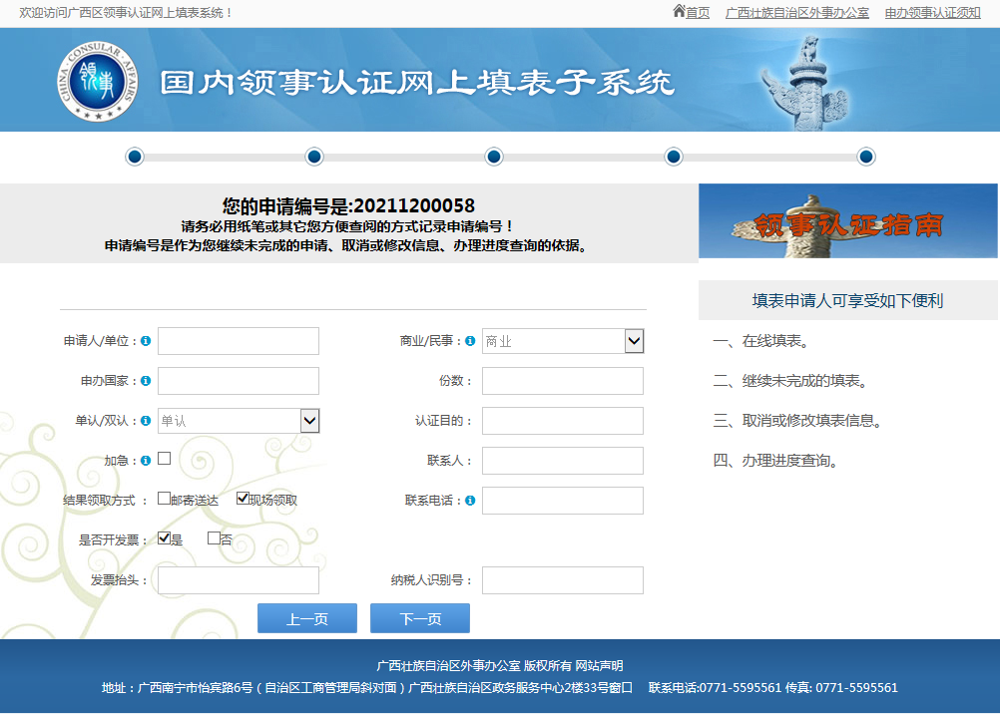 欢迎访问广西区领事认证网上填表系统！ 首页 广西壮族自治区外事办公室 申办领事认证须知
CHINA · CONSULAR · AFFAIRS
领事
国内领事认证网上填表子系统
您的申请编号是:20211200058
请务必用纸笔或其它您方便查阅的方式记录申请编号！
申请编号是作为您继续未完成的申请、取消或修改信息、办理进度查询的依据。
领事认证指南
填表申请人可享受如下便利
一、在线填表。
二、继续未完成的填表。
三、取消或修改填表信息。
四、办理进度查询。
申请人/单位： 商业/民事： 商业
申办国家： 份数：
单认/双认： 单认 认证目的：
加急： 联系人：
结果领取方式 ： 邮寄送达 现场领取 联系电话：
是否开发票： 是 否
发票抬头： 纳税人识别号：
上一页 下一页
广西壮族自治区外事办公室 版权所有 网站声明
地址：广西南宁市怡宾路6号（自治区工商管理局斜对面）广西壮族自治区政务服务中心2楼33号窗口 联系电话:0771-5595561 传真: 0771-5595561